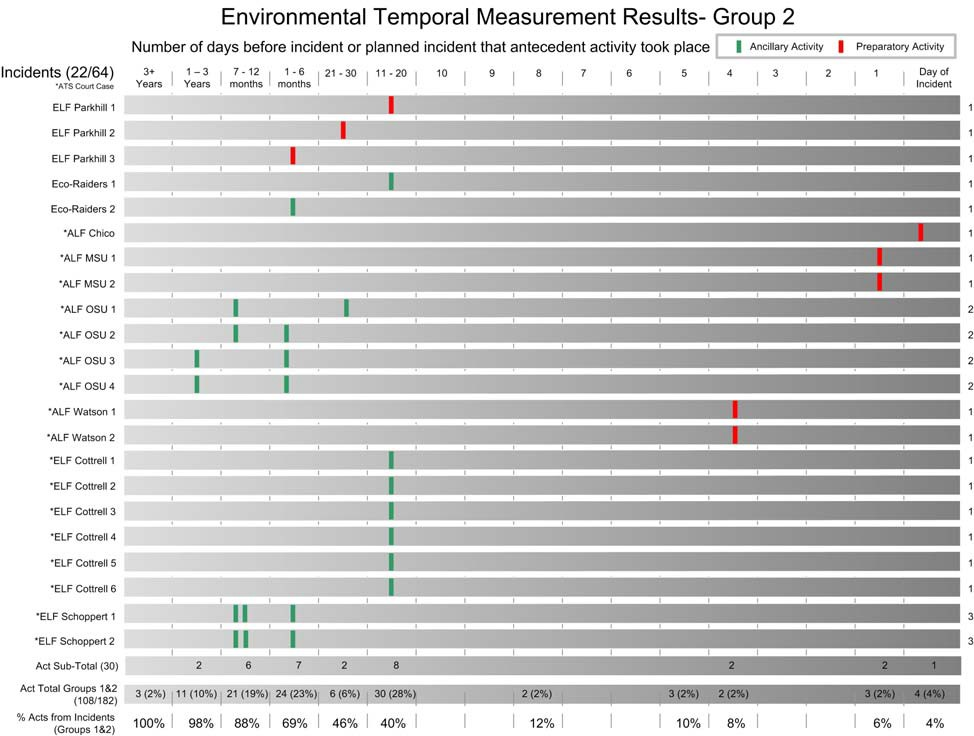 Environmental Temporal Measurement Results- Group 2
Number of days before incident or planned incident that antecedent activity took place
Ancillary Activity Preparatory Activity
Incidents (22/64)
*ATS Court Case
3+ Years 1 – 3 Years 7 - 12 months 1 - 6 months 21 - 30 11 - 20 10 9 8 7 6 5 4 3 2 1 Day of Incident
ELF Parkhill 1 1
ELF Parkhill 2 1
ELF Parkhill 3 1
Eco-Raiders 1 1
Eco-Raiders 2 1
*ALF Chico 1
*ALF MSU 1 1
*ALF MSU 2 1
*ALF OSU 1 2
*ALF OSU 2 2
*ALF OSU 3 2
*ALF OSU 4 2
*ALF Watson 1 1
*ALF Watson 2 1
*ELF Cottrell 1 1
*ELF Cottrell 2 1
*ELF Cottrell 3 1
*ELF Cottrell 4 1
*ELF Cottrell 5 1
*ELF Cottrell 6 1
*ELF Schoppert 1 3
*ELF Schoppert 2 3
Act Sub-Total (30) 2 6 7 2 8 2 2 1
Act Total Groups 1&2 (108/182) 3 (2%) 11 (10%) 21 (19%) 24 (23%) 6 (6%) 30 (28%) 2 (2%) 3 (2%) 2 (2%) 3 (2%) 4 (4%)
% Acts from Incidents (Groups 1&2) 100% 98% 88% 69% 46% 40% 12% 10% 8% 6% 4%